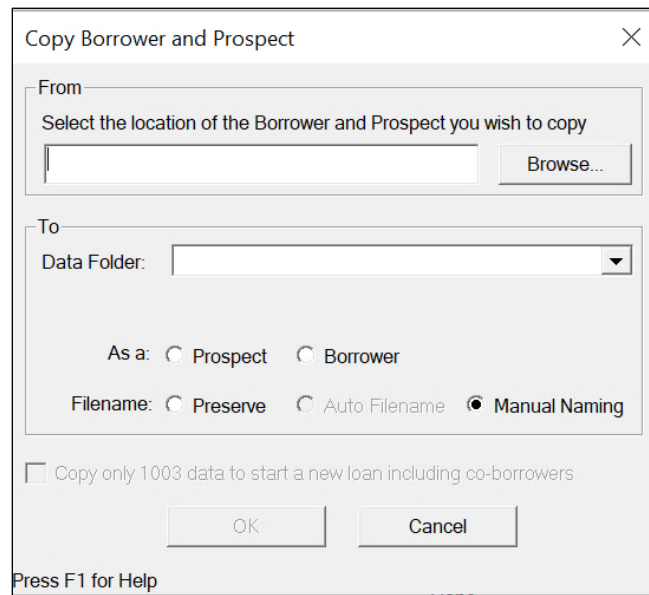 Copy Borrower and Prospect
From
Select the location of the Borrower and Prospect you wish to copy
Browse...
To
Data Folder:
As a: Prospect Borrower
Filename: Preserve Auto Filename Manual Naming
Copy only 1003 data to start a new loan including co-borrowers
OK Cancel
Press F1 for Help